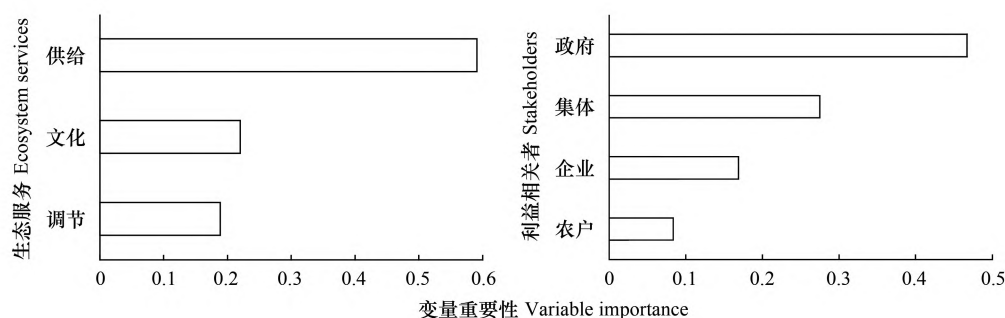 生态服务 Ecosystem services
供给
文化
调节
0 0.1 0.2 0.3 0.4 0.5 0.6
利益相关者 Stakeholders
政府
集体
企业
农户
0 0.1 0.2 0.3 0.4 0.5
变量重要性 Variable importance